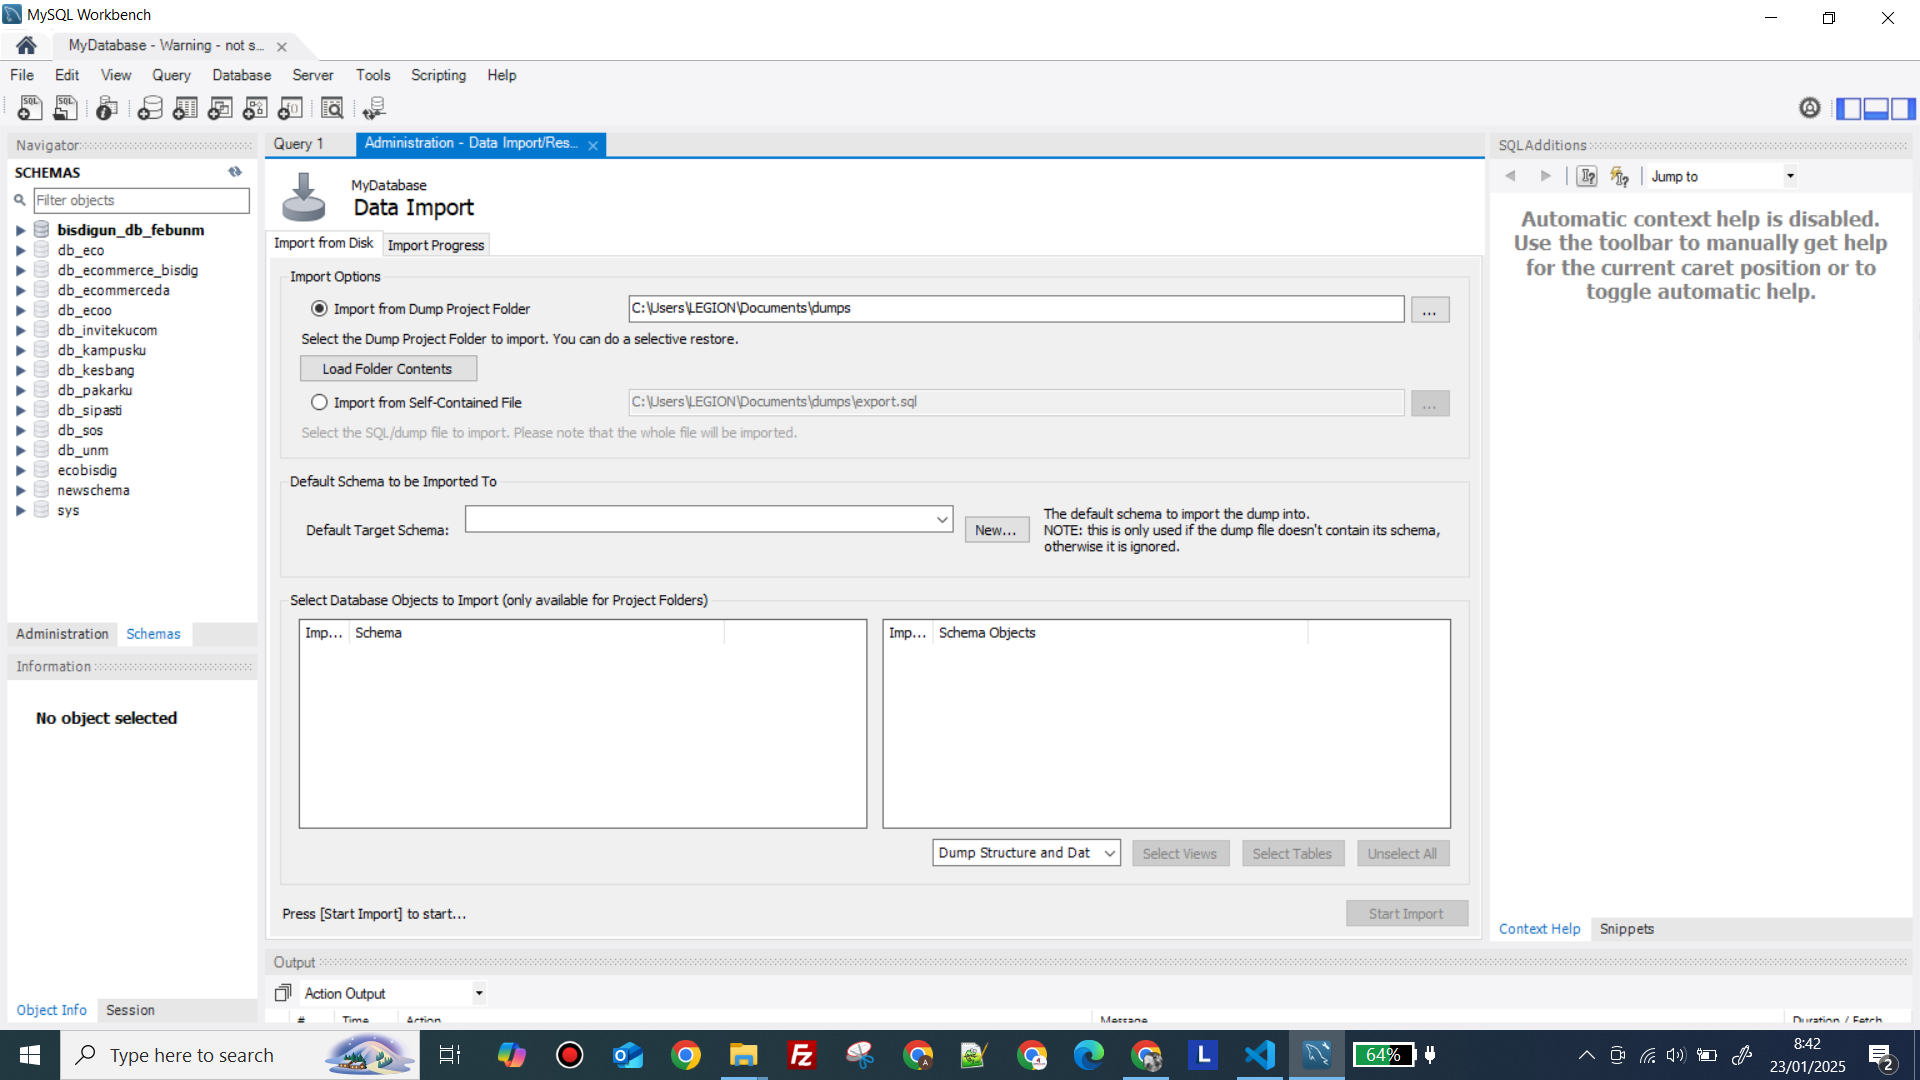 MySQL Workbench
MyDatabase - Warning - not s...
File Edit View Query Database Server Tools Scripting Help
Navigator
SCHEMAS
Filter objects
bisdigun_db_febunm
db_eco
db_ecommerce_bisdig
db_ecommerceda
db_ecoo
db_invitekucom
db_kampusku
db_kesbang
db_pakarku
db_sipasti
db_sos
db_unm
ecobisdig
newschema
sys
Administration Schemas
Information
No object selected
Object Info Session
Query 1 Administration - Data Import/Res...
MyDatabase
Data Import
Import from Disk Import Progress
Import Options
Import from Dump Project Folder C:\Users\LEGION\Documents\dumps ...
Select the Dump Project Folder to import. You can do a selective restore.
Load Folder Contents
Import from Self-Contained File C:\Users\LEGION\Documents\dumps\export.sql ...
Select the SQL/dump file to import. Please note that the whole file will be imported.
Default Schema to be Imported To
Default Target Schema: New...
The default schema to import the dump into.
NOTE: this is only used if the dump file doesn't contain its schema,
otherwise it is ignored.
Select Database Objects to Import (only available for Project Folders)
Imp... Schema
Imp... Schema Objects
Dump Structure and Dat Select Views Select Tables Unselect All
Press [Start Import] to start... Start Import
Output
Action Output
# Time Action Message Duration / Fetch
SQLAdditions
Jump to
Automatic context help is disabled.
Use the toolbar to manually get help
for the current caret position or to
toggle automatic help.
Context Help Snippets
Type here to search
64%
8:42
23/01/2025
2